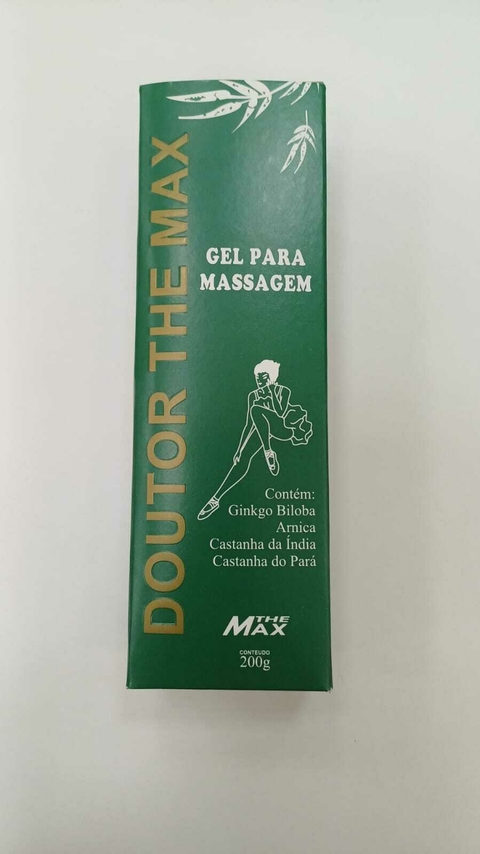 DOUTOR THE MAX
GEL PARA
MASSAGEM
Contém:
Ginkgo Biloba
Arnica
Castanha da Índia
Castanha do Pará
THE
MAX
CONTEÚDO
200g